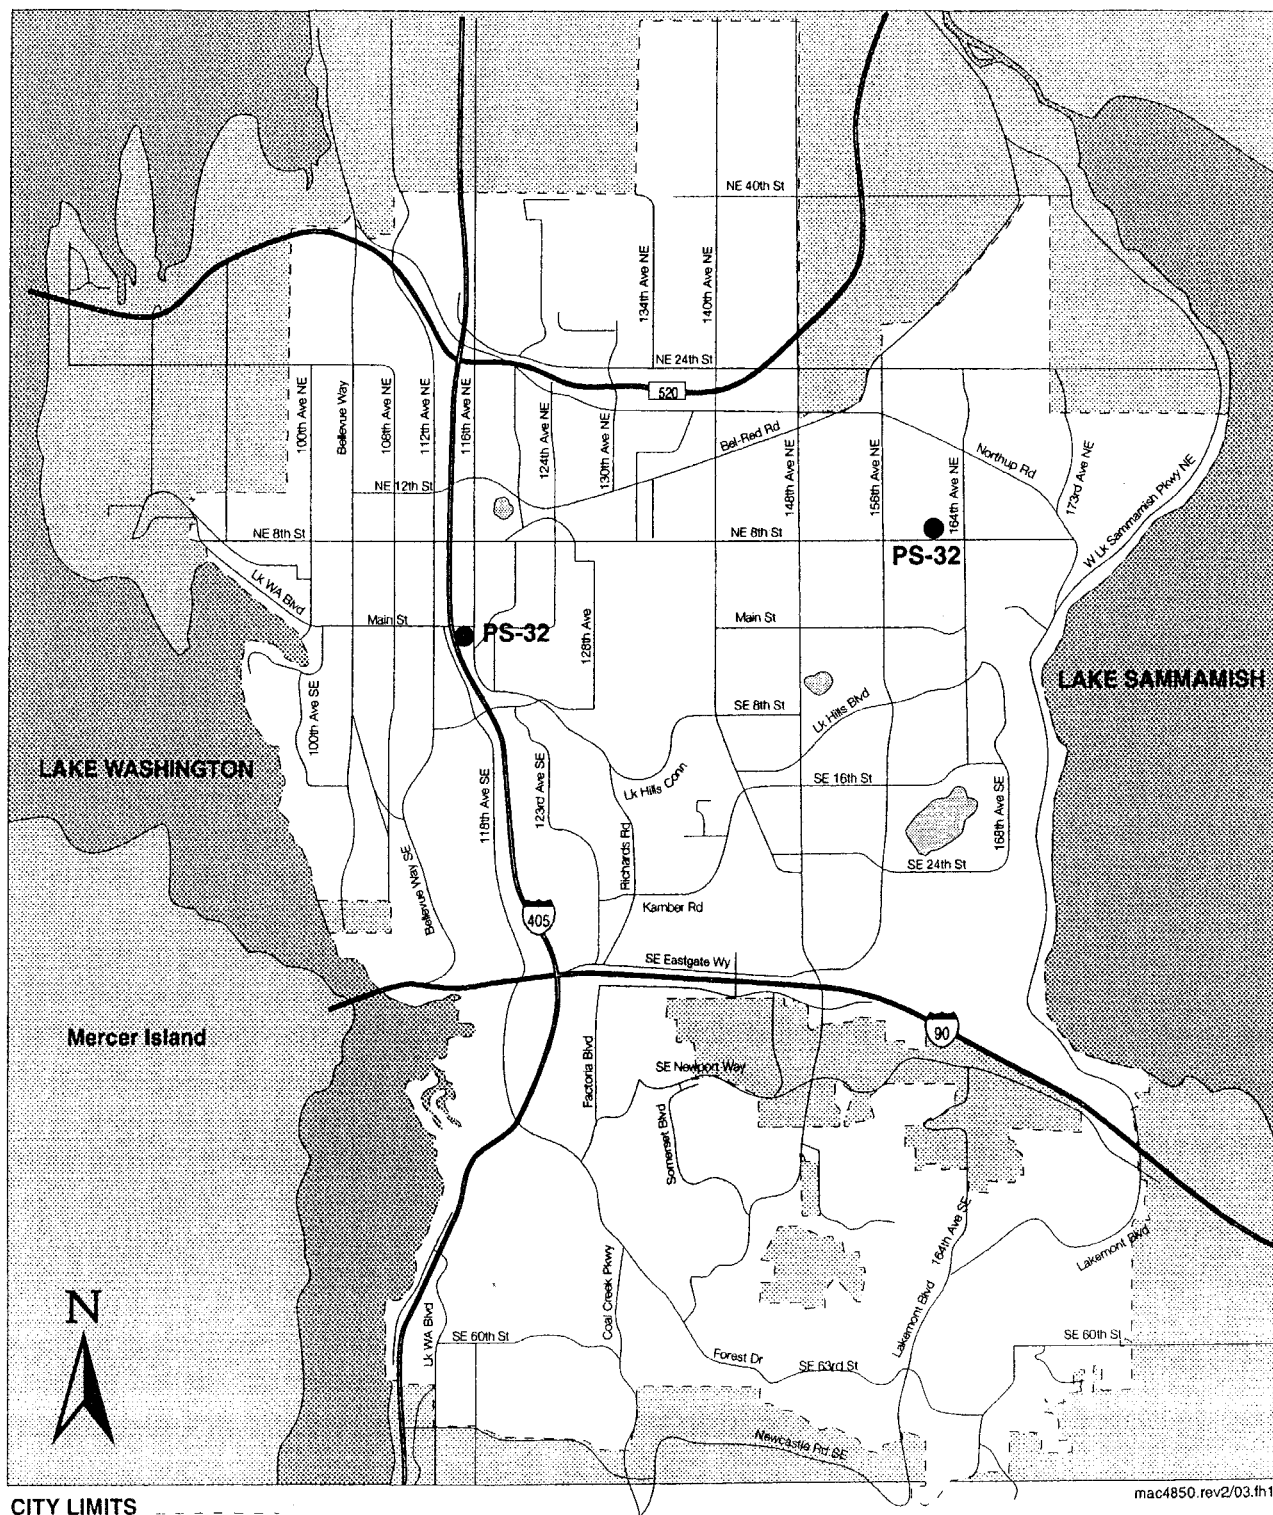 NE 40th St
134th Ave NE
140th Ave NE
NE 24th St
520
100th Ave NE
Bellevue Way
108th Ave NE
112th Ave NE
116th Ave NE
124th Ave NE
130th Ave NE
Bel-Red Rd
148th Ave NE
156th Ave NE
Northup Rd
164th Ave NE
173rd Ave NE
W Lk Sammamish Pkwy NE
NE 12th St
NE 8th St
NE 8th St
PS-32
Lk WA Blvd
Main St
PS-32
128th Ave
Main St
LAKE SAMMAMISH
100th Ave SE
SE 8th St
Lk Hills Blvd
LAKE WASHINGTON
118th Ave SE
123rd Ave SE
Lk Hills Conn
SE 16th St
168th Ave SE
Richards Rd
SE 24th St
Bellevue Way SE
Kamber Rd
405
SE Eastgate Wy
Mercer Island
90
Factoria Blvd
SE Newport Way
Somerset Blvd
164th Ave SE
Lakemont Blvd
N
Coal Creek Pkwy
Lakemont Blvd
Lk WA Blvd
SE 60th St
SE 60th St
Forest Dr
SE 63rd St
Newcastle Rd SE
mac4850.rev2/03.fh1
CITY LIMITS